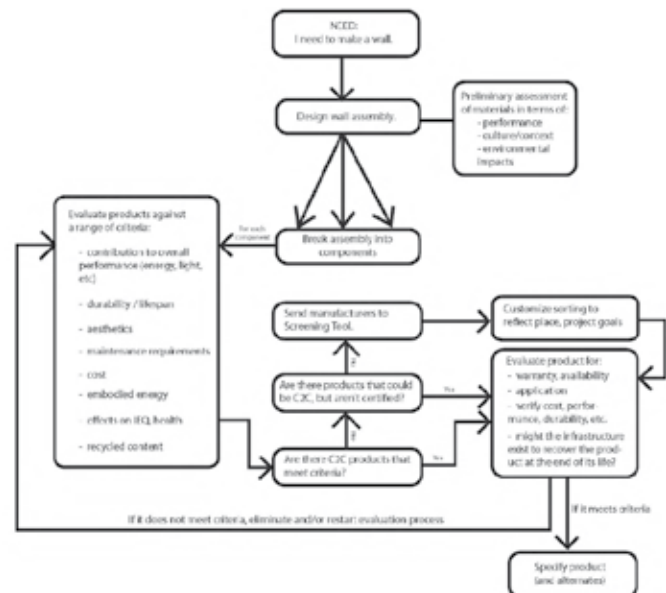 NEED:
I need to make a wall.
Design wall assembly.
Preliminary assessment
of materials in terms of:
- performance
- culture/context
- environmental
impacts
Evaluate products against
a range of criteria:
- contribution to overall
performance (energy, light,
etc)
- durability / lifespan
- aesthetics
- maintenance requirements
- cost
- embodied energy
- effects on IEQ, health
- recycled content
for each
component
Break assembly into
components
Send manufacturers to
Screening Tool.
Customize sorting to
reflect place, project goals
Are there products that could
be C2C, but aren't certified?
Yes
Evaluate product for:
- warranty, availability
- application
- verify cost, perfor-
mance, durability, etc.
- might the infrastructure
exist to recover the prod-
uct at the end of its life?
Are there C2C products that
meet criteria?
Yes
If it does not meet criteria, eliminate and/or restart evaluation process
If it meets criteria
Specify product
(and alternates)